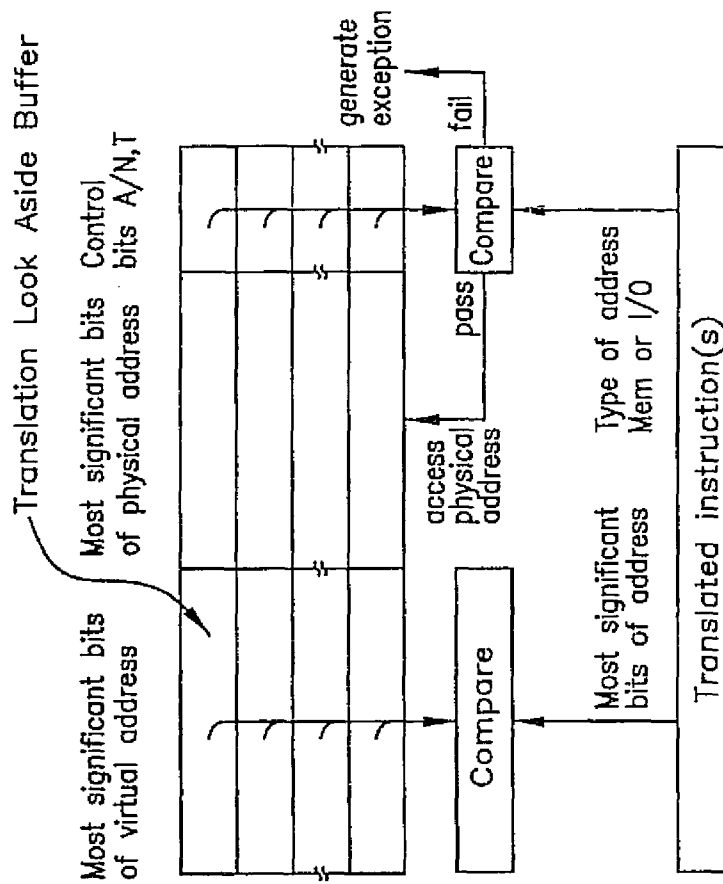 Translation Look Aside Buffer
Most significant bits
of virtual address
Most significant bits
of physical address
Control
bits A/N,T
generate
exception
access
physical
address
pass
fail
Compare
Compare
Most significant
bits of address
Type of address
Mem or I/O
Translated instruction(s)